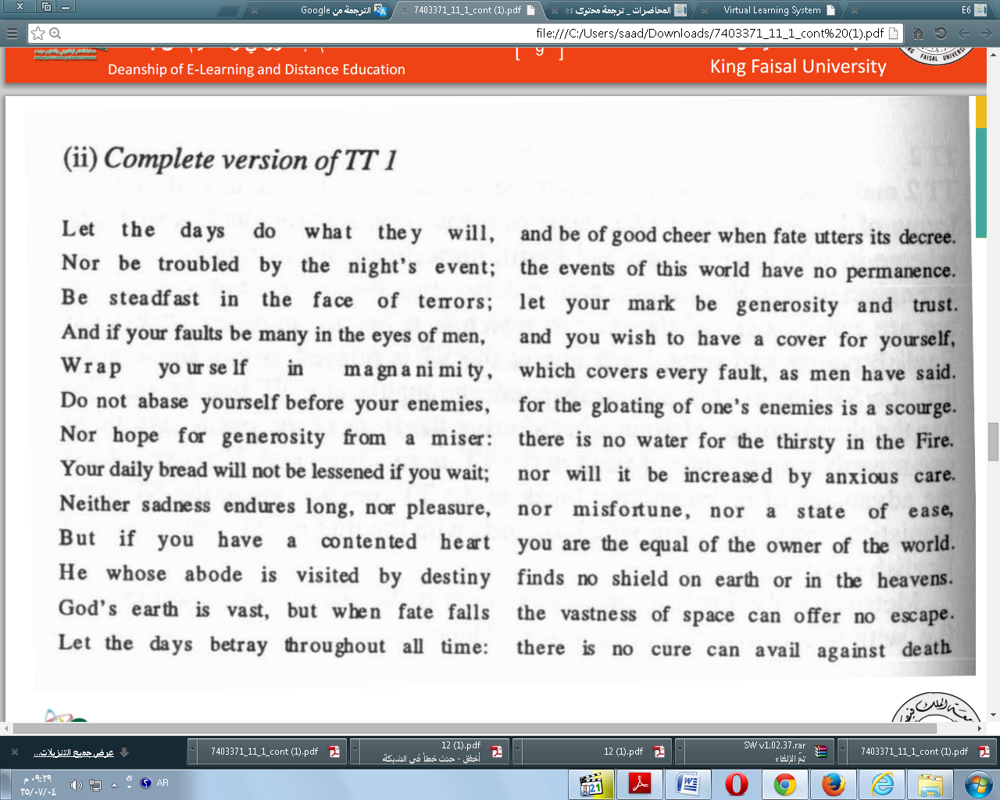 الترجمة من Google
7403371_11_1_cont (1).pdf
المحاضرات _ ترجمة محتوى es
Virtual Learning System
E6
file:///C:/Users/saad/Downloads/7403371_11_1_cont%20(1).pdf
Deanship of E-Learning and Distance Education
[ و ]
King Faisal University
(ii) Complete version of TT 1
Let the days do what they will, and be of good cheer when fate utters its decree.
Nor be troubled by the night's event; the events of this world have no permanence.
Be steadfast in the face of terrors; let your mark be generosity and trust.
And if your faults be many in the eyes of men, and you wish to have a cover for yourself,
Wrap yourself in magnanimity, which covers every fault, as men have said.
Do not abase yourself before your enemies, for the gloating of one's enemies is a scourge.
Nor hope for generosity from a miser: there is no water for the thirsty in the Fire.
Your daily bread will not be lessened if you wait; nor will it be increased by anxious care.
Neither sadness endures long, nor pleasure, nor misfortune, nor a state of ease,
But if you have a contented heart you are the equal of the owner of the world.
He whose abode is visited by destiny finds no shield on earth or in the heavens.
God's earth is vast, but when fate falls the vastness of space can offer no escape.
Let the days betray throughout all time: there is no cure can avail against death
عرض جميع التنزيلات...
7403371_11_1_cont (1).pdf
12 (1).pdf
أخفق - حدث خطأ في الشبكة
12 (1).pdf
SW v1.02.37.rar
تم الإلغاء
7403371_11_1_cont (1).pdf
٠٩:٢٩ م
٣٥/٠٧/٠٤
AR
21